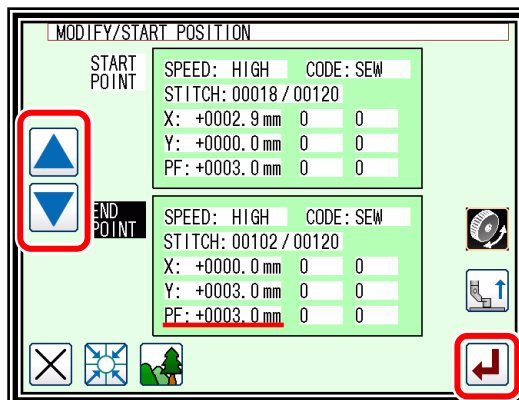 MODIFY/START POSITION
START
POINT
SPEED: HIGH CODE: SEW
STITCH: 00018 / 00120
X: +0002.9 mm 0 0
Y: +0000.0 mm 0 0
PF: +0003.0 mm 0 0
END
POINT
SPEED: HIGH CODE: SEW
STITCH: 00102 / 00120
X: +0000.0 mm 0 0
Y: +0003.0 mm 0 0
PF: +0003.0 mm 0 0